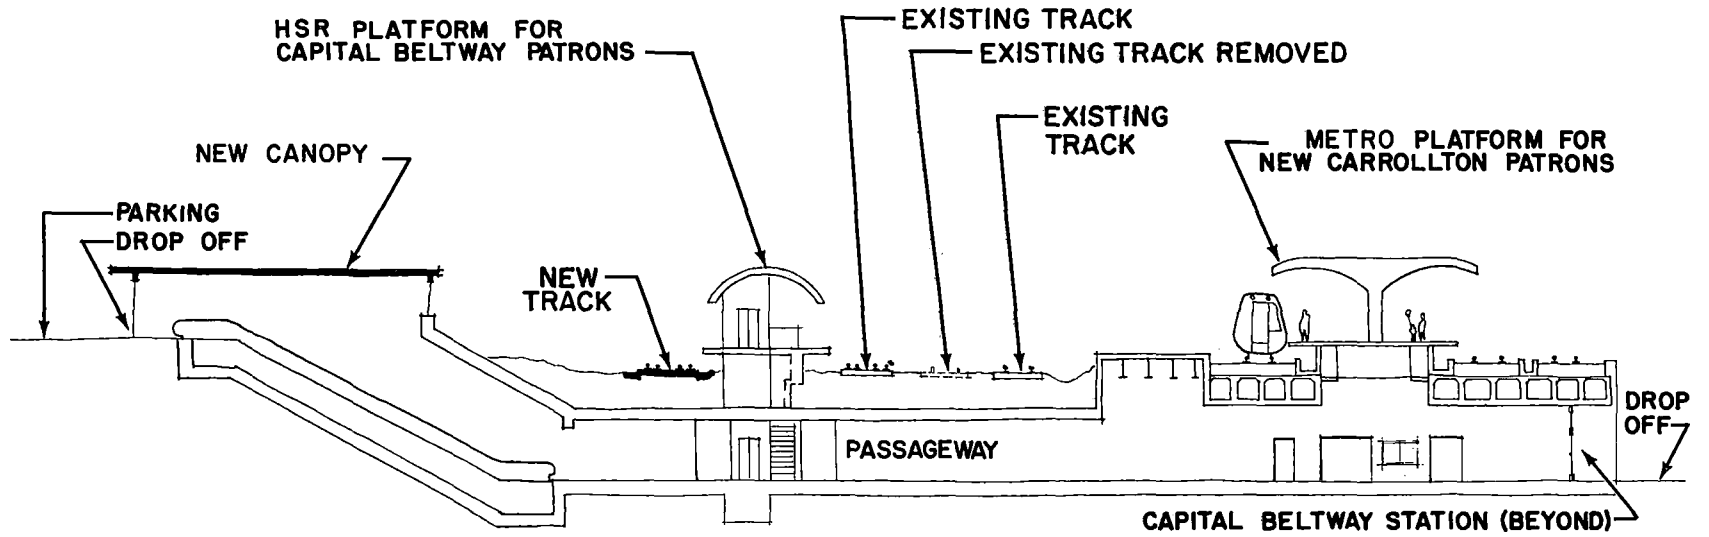 HSR PLATFORM FOR
CAPITAL BELTWAY PATRONS
EXISTING TRACK
EXISTING TRACK REMOVED
EXISTING
TRACK
METRO PLATFORM FOR
NEW CARROLLTON PATRONS
NEW CANOPY
PARKING
DROP OFF
NEW
TRACK
PASSAGEWAY
DROP
OFF
CAPITAL BELTWAY STATION (BEYOND)